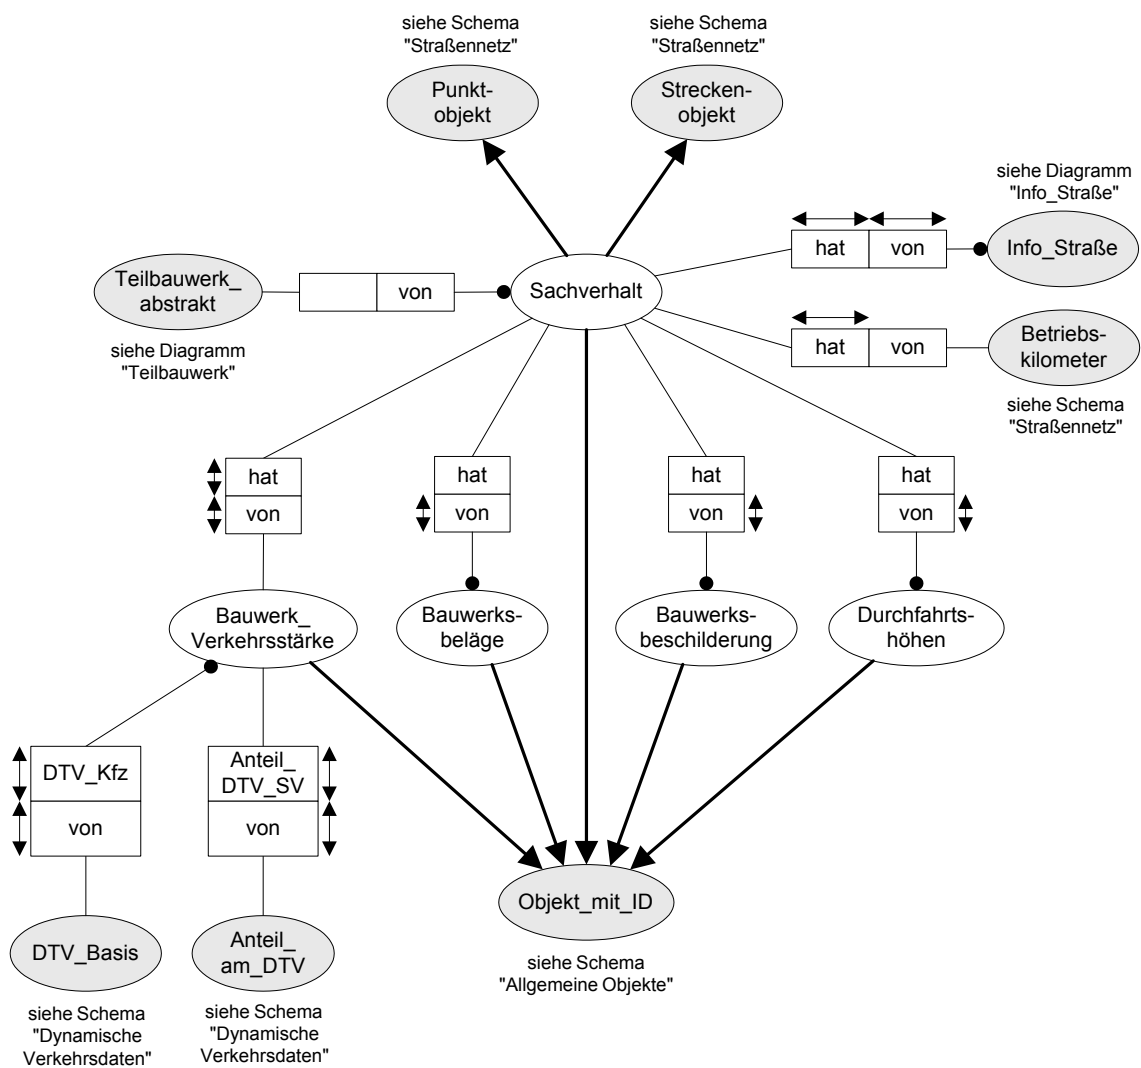 siehe Schema
"Straßennetz"
siehe Schema
"Straßennetz"
Punkt-
objekt
Strecken-
objekt
siehe Diagramm
"Info_Straße"
hat
von
Info_Straße
Teilbauwerk_
abstrakt
von
Sachverhalt
siehe Diagramm
"Teilbauwerk"
hat
von
Betriebs-
kilometer
siehe Schema
"Straßennetz"
hat
von
hat
von
hat
von
hat
von
Bauwerk_
Verkehrsstärke
Bauwerks-
beläge
Bauwerks-
beschilderung
Durchfahrts-
höhen
DTV_Kfz
von
Anteil_
DTV_SV
von
Objekt_mit_ID
siehe Schema
"Allgemeine Objekte"
DTV_Basis
Anteil_
am_DTV
siehe Schema
"Dynamische
Verkehrsdaten"
siehe Schema
"Dynamische
Verkehrsdaten"